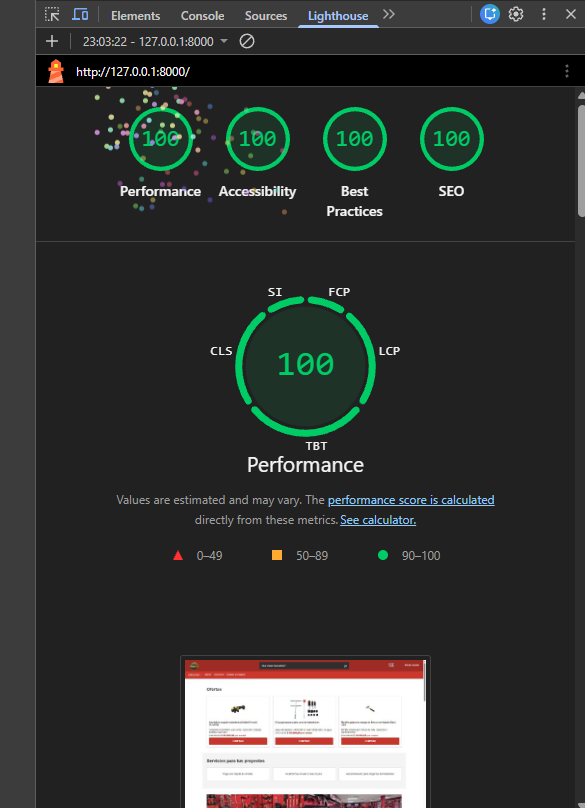 Elements Console Sources Lighthouse
23:03:22 - 127.0.0.1:8000
http://127.0.0.1:8000/
100 100 100 100
Performance Accessibility Best Practices SEO
SI FCP
CLS LCP
100
TBT
Performance
Values are estimated and may vary. The performance score is calculated
directly from these metrics. See calculator.
0–49 50–89 90–100
Ofertas
Servicios para tus proyectos